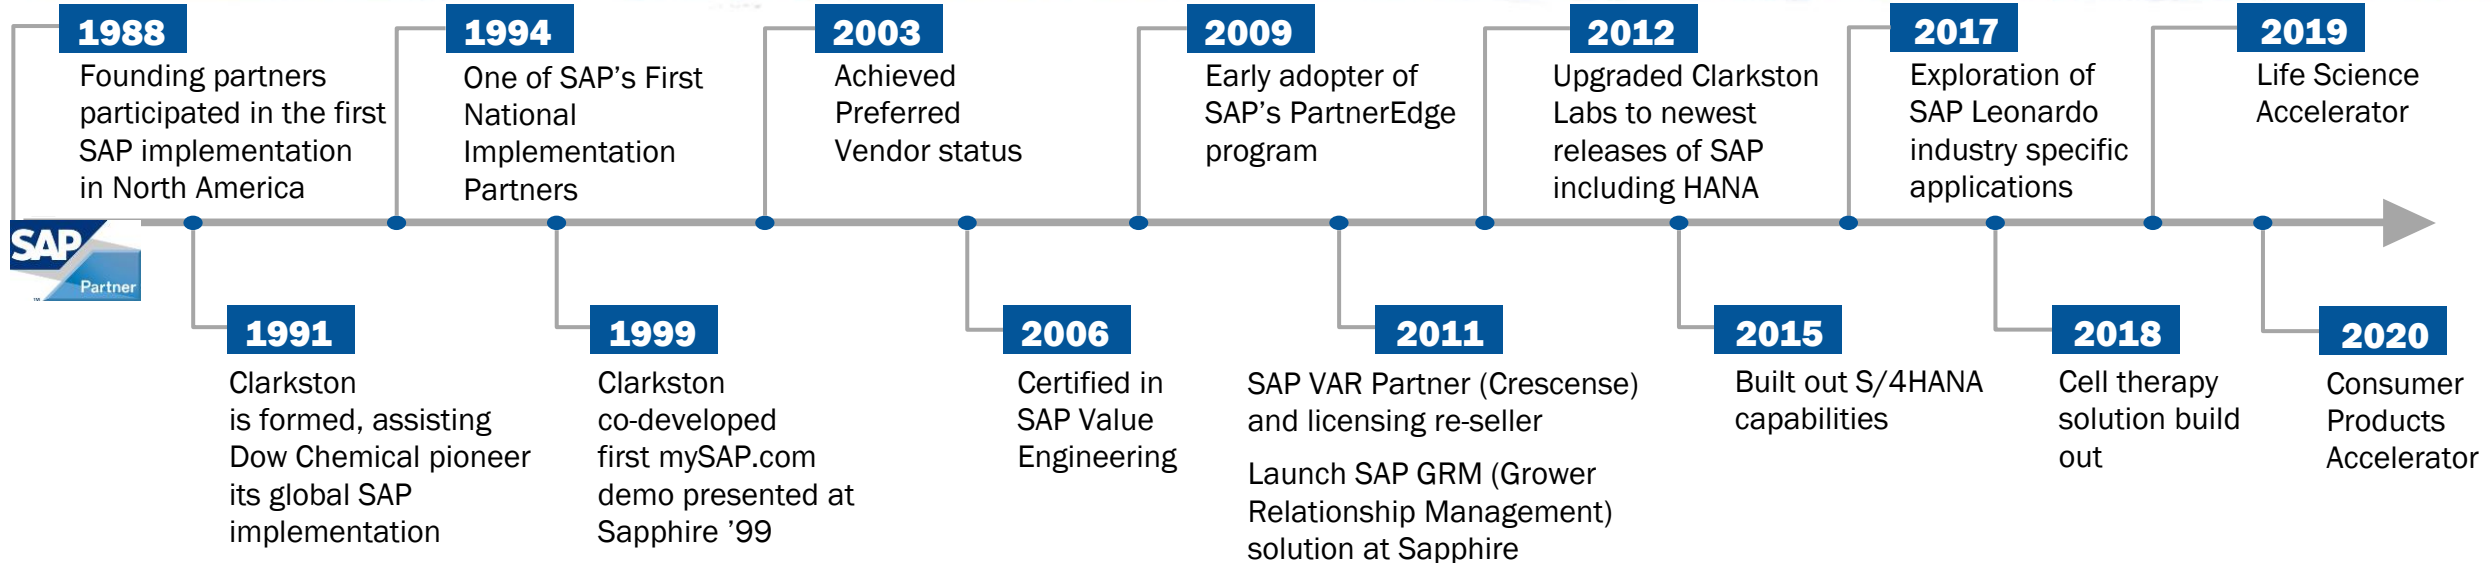 1988
Founding partners
participated in the first
SAP implementation
in North America
1994
One of SAP’s First
National
Implementation
Partners
2003
Achieved
Preferred
Vendor status
2009
Early adopter of
SAP’s PartnerEdge
program
2012
Upgraded Clarkston
Labs to newest
releases of SAP
including HANA
2017
Exploration of
SAP Leonardo
industry specific
applications
2019
Life Science
Accelerator
SAP
Partner
TM
1991
Clarkston
is formed, assisting
Dow Chemical pioneer
its global SAP
implementation
1999
Clarkston
co-developed
first mySAP.com
demo presented at
Sapphire ’99
2006
Certified in
SAP Value
Engineering
2011
SAP VAR Partner (Crescense)
and licensing re-seller
Launch SAP GRM (Grower
Relationship Management)
solution at Sapphire
2015
Built out S/4HANA
capabilities
2018
Cell therapy
solution build
out
2020
Consumer
Products
Accelerator